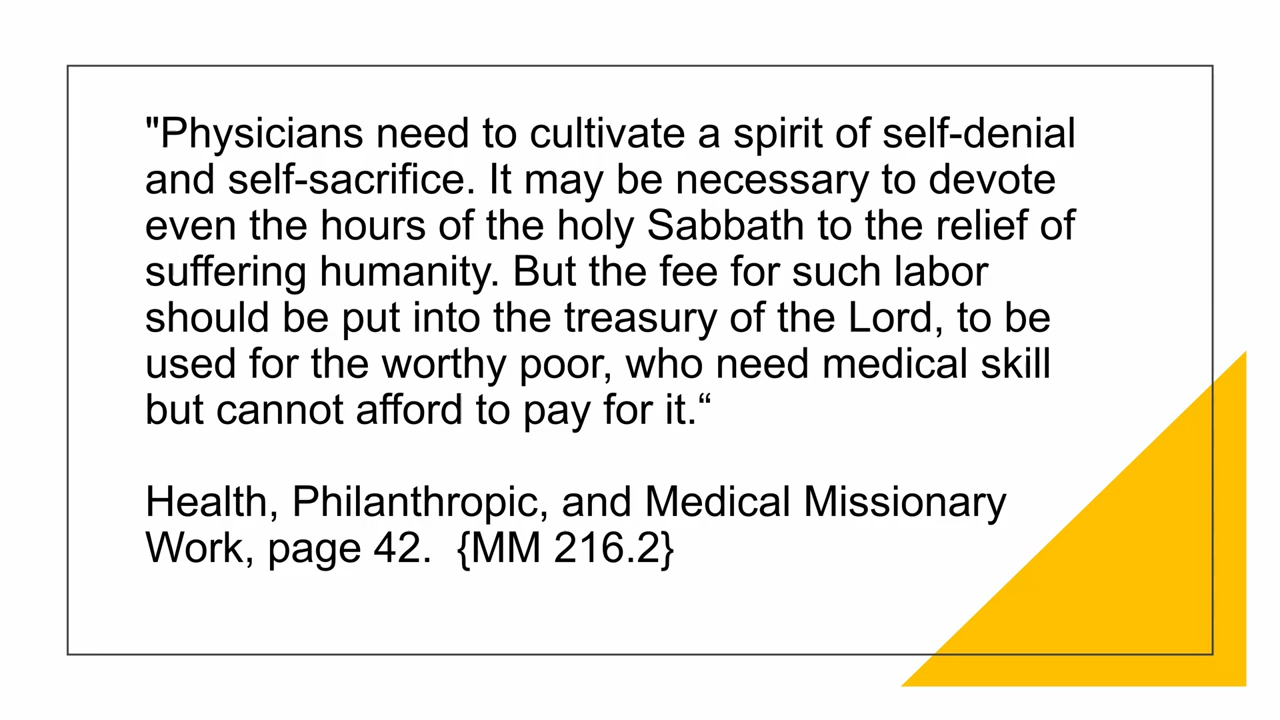 "Physicians need to cultivate a spirit of self-denial
and self-sacrifice. It may be necessary to devote
even the hours of the holy Sabbath to the relief of
suffering humanity. But the fee for such labor
should be put into the treasury of the Lord, to be
used for the worthy poor, who need medical skill
but cannot afford to pay for it.“
Health, Philanthropic, and Medical Missionary
Work, page 42.  {MM 216.2}